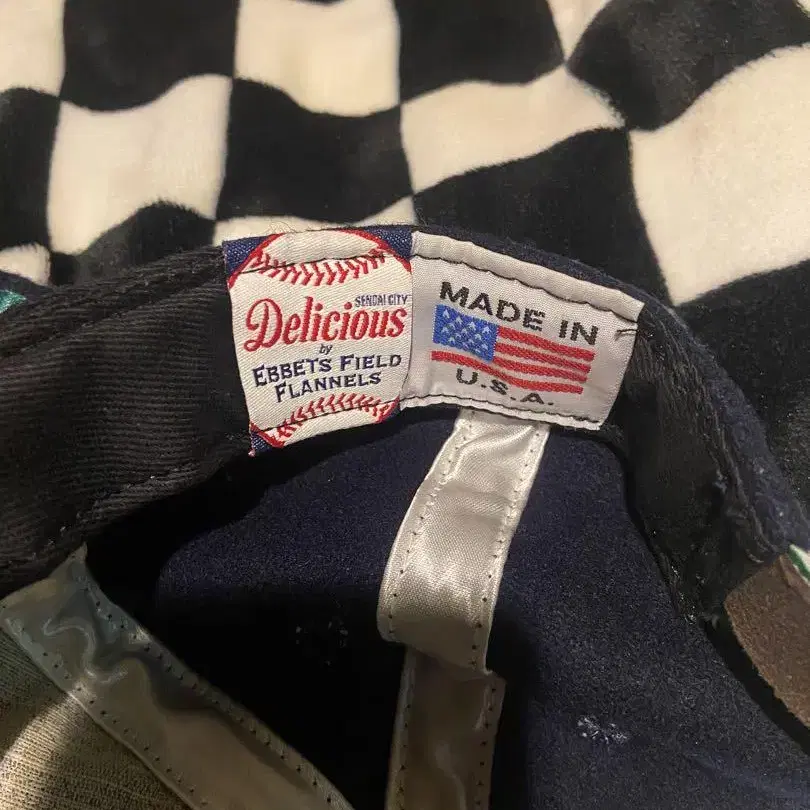 SENDAI CITY
Delicious
by
EBBETS FIELD
FLANNELS
MADE IN
U.S.A.